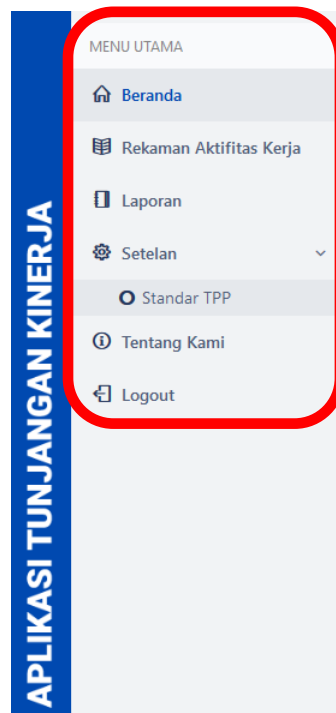 MENU UTAMA
Beranda
Rekaman Aktifitas Kerja
Laporan
Setelan
Standar TPP
Tentang Kami
Logout
APLIKASI TUNJANGAN KINERJA